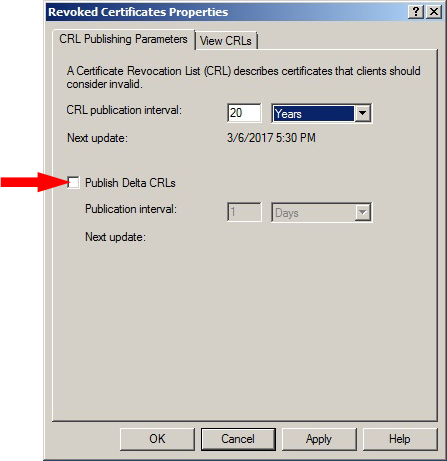 Revoked Certificates Properties
CRL Publishing Parameters View CRLs
A Certificate Revocation List (CRL) describes certificates that clients should
consider invalid.
CRL publication interval: 20 Years
Next update: 3/6/2017 5:30 PM
Publish Delta CRLs
Publication interval: 1 Days
Next update:
OK Cancel Apply Help